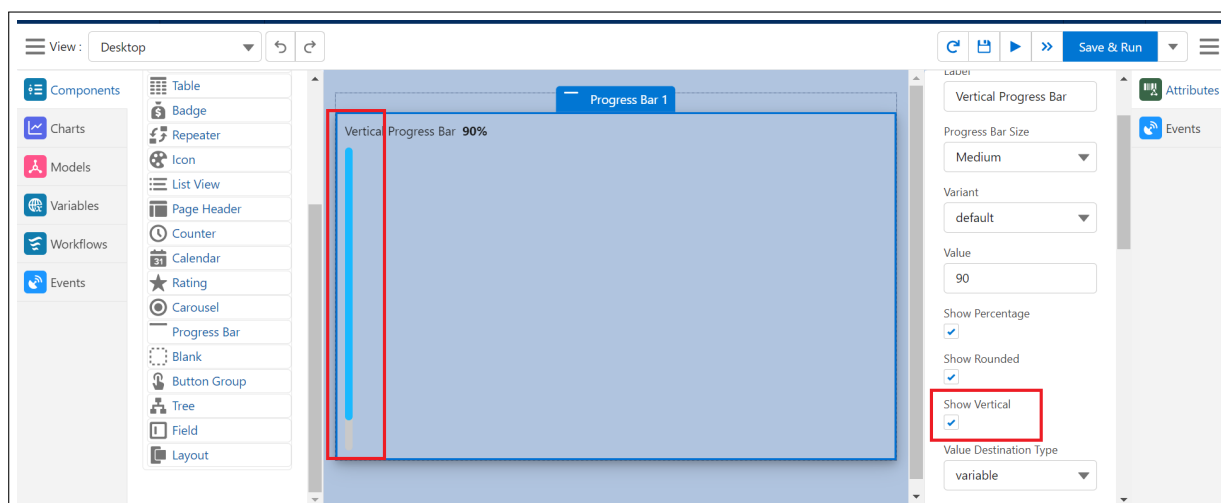 View :
Desktop
Save & Run
Components
Charts
Models
Variables
Workflows
Events
Table
Badge
Repeater
Icon
List View
Page Header
Counter
31
Calendar
Rating
Carousel
Progress Bar
Blank
Button Group
Tree
Field
Layout
Progress Bar 1
Vertical Progress Bar 90%
Label
Vertical Progress Bar
Progress Bar Size
Medium
Variant
default
Value
90
Show Percentage
Show Rounded
Show Vertical
Value Destination Type
variable
Attributes
Events